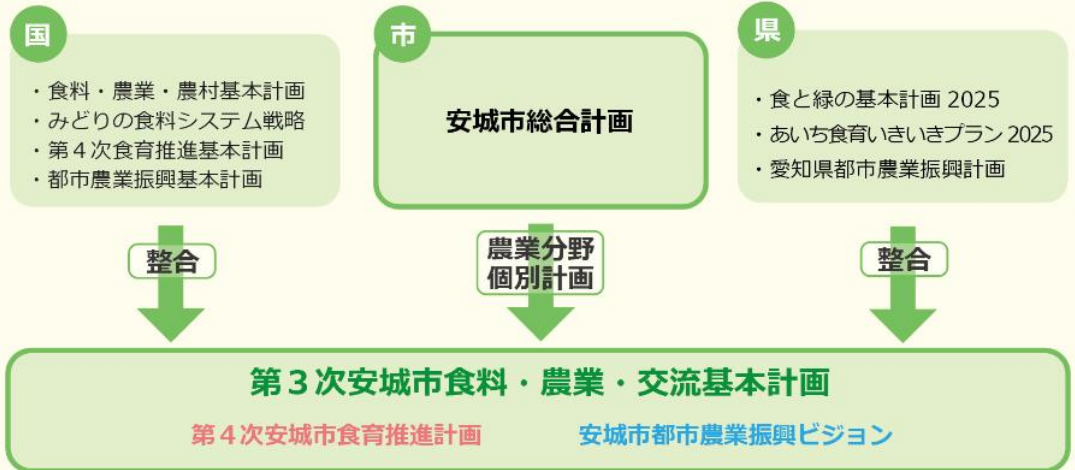 国
・食料・農業・農村基本計画
・みどりの食料システム戦略
・第４次食育推進基本計画
・都市農業振興基本計画
市
安城市総合計画
県
・食と緑の基本計画 2025
・あいち食育いきいきプラン 2025
・愛知県都市農業振興計画
整合
農業分野
個別計画
整合
第３次安城市食料・農業・交流基本計画
第４次安城市食育推進計画
安城市都市農業振興ビジョン